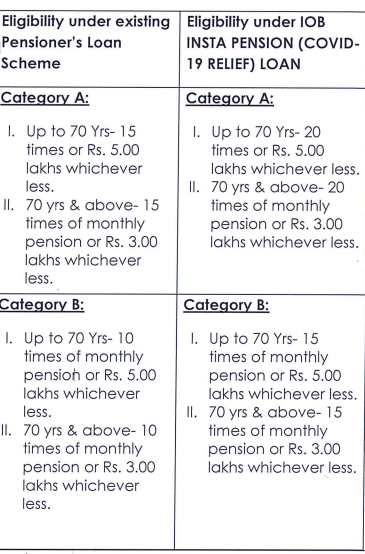 Eligibility under existing
Pensioner's Loan
Scheme
Eligibility under IOB
INSTA PENSION (COVID-
19 RELIEF) LOAN
Category A:
I. Up to 70 Yrs- 15
times or Rs. 5.00
lakhs whichever
less.
II. 70 yrs & above- 15
times of monthly
pension or Rs. 3.00
lakhs whichever
less.
Category A:
I. Up to 70 Yrs- 20
times or Rs. 5.00
lakhs whichever less.
II. 70 yrs & above- 20
times of monthly
pension or Rs. 3.00
lakhs whichever less.
Category B:
I. Up to 70 Yrs- 10
times of monthly
pension or Rs. 5.00
lakhs whichever
less.
II. 70 yrs & above- 10
times of monthly
pension or Rs. 3.00
lakhs whichever
less.
Category B:
I. Up to 70 Yrs- 15
times of monthly
pension or Rs. 5.00
lakhs whichever less.
II. 70 yrs & above- 15
times of monthly
pension or Rs. 3.00
lakhs whichever less.